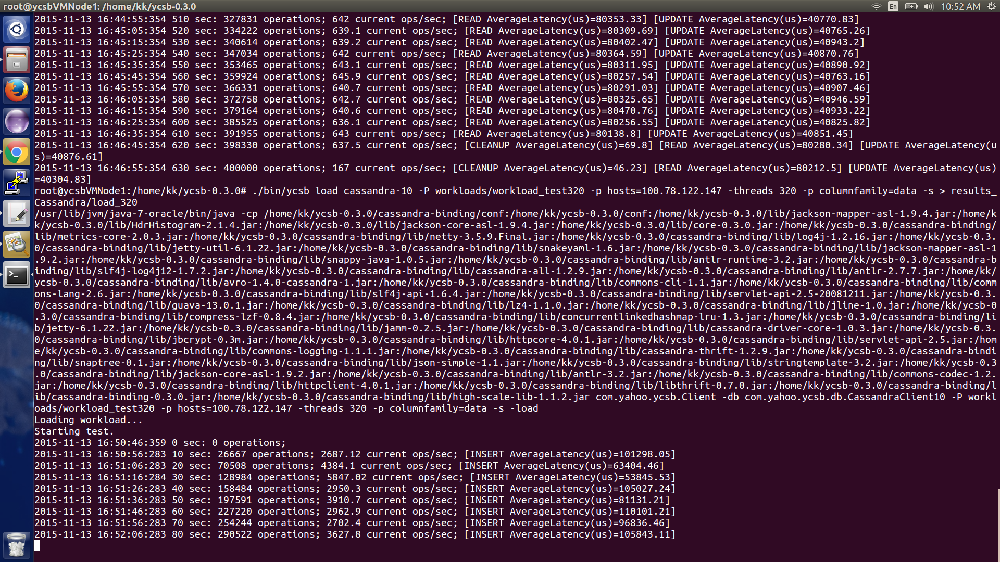 root@ycsbVMNode1: /home/kk/ycsb-0.3.0
En
10:52 AM
2015-11-13 16:44:55:354 510 sec: 327831 operations; 642 current ops/sec; [READ AverageLatency(us)=80353.33] [UPDATE AverageLatency(us)=40770.83]
2015-11-13 16:45:05:354 520 sec: 334222 operations; 639.1 current ops/sec; [READ AverageLatency(us)=80309.69] [UPDATE AverageLatency(us)=40765.26]
2015-11-13 16:45:15:354 530 sec: 340614 operations; 639.2 current ops/sec; [READ AverageLatency(us)=80402.47] [UPDATE AverageLatency(us)=40943.2]
2015-11-13 16:45:25:354 540 sec: 347034 operations; 642 current ops/sec; [READ AverageLatency(us)=80364.59] [UPDATE AverageLatency(us)=40870.76]
2015-11-13 16:45:35:354 550 sec: 353465 operations; 643.1 current ops/sec; [READ AverageLatency(us)=80311.95] [UPDATE AverageLatency(us)=40890.92]
2015-11-13 16:45:45:354 560 sec: 359924 operations; 645.9 current ops/sec; [READ AverageLatency(us)=80257.54] [UPDATE AverageLatency(us)=40763.16]
2015-11-13 16:45:55:354 570 sec: 366331 operations; 640.7 current ops/sec; [READ AverageLatency(us)=80291.03] [UPDATE AverageLatency(us)=40907.46]
2015-11-13 16:46:05:354 580 sec: 372758 operations; 642.7 current ops/sec; [READ AverageLatency(us)=80325.65] [UPDATE AverageLatency(us)=40946.59]
2015-11-13 16:46:15:354 590 sec: 379164 operations; 640.6 current ops/sec; [READ AverageLatency(us)=80470.76] [UPDATE AverageLatency(us)=40933.22]
2015-11-13 16:46:25:354 600 sec: 385525 operations; 636.1 current ops/sec; [READ AverageLatency(us)=80256.55] [UPDATE AverageLatency(us)=40825.82]
2015-11-13 16:46:35:354 610 sec: 391955 operations; 643 current ops/sec; [READ AverageLatency(us)=80138.8] [UPDATE AverageLatency(us)=40851.45]
2015-11-13 16:46:45:354 620 sec: 398330 operations; 637.5 current ops/sec; [CLEANUP AverageLatency(us)=69.8] [READ AverageLatency(us)=80280.34] [UPDATE AverageLatency(u
s)=40876.61]
2015-11-13 16:46:55:354 630 sec: 400000 operations; 167 current ops/sec; [CLEANUP AverageLatency(us)=46.23] [READ AverageLatency(us)=80212.5] [UPDATE AverageLatency(us)
=40304.83]
root@ycsbVMNode1:/home/kk/ycsb-0.3.0# ./bin/ycsb load cassandra-10 -P workloads/workload_test320 -p hosts=100.78.122.147 -threads 320 -p columnfamily=data -s > results_
Cassandra/load_320
/usr/lib/jvm/java-7-oracle/bin/java -cp /home/kk/ycsb-0.3.0/cassandra-binding/conf:/home/kk/ycsb-0.3.0/conf:/home/kk/ycsb-0.3.0/lib/jackson-mapper-asl-1.9.4.jar:/home/k
k/ycsb-0.3.0/lib/HdrHistogram-2.1.4.jar:/home/kk/ycsb-0.3.0/lib/jackson-core-asl-1.9.4.jar:/home/kk/ycsb-0.3.0/lib/core-0.3.0.jar:/home/kk/ycsb-0.3.0/cassandra-binding/
lib/metrics-core-2.0.3.jar:/home/kk/ycsb-0.3.0/cassandra-binding/lib/netty-3.5.9.Final.jar:/home/kk/ycsb-0.3.0/cassandra-binding/lib/log4j-1.2.16.jar:/home/kk/ycsb-0.3.
0/cassandra-binding/lib/jetty-util-6.1.22.jar:/home/kk/ycsb-0.3.0/cassandra-binding/lib/snakeyaml-1.6.jar:/home/kk/ycsb-0.3.0/cassandra-binding/lib/jackson-mapper-asl-1
.9.2.jar:/home/kk/ycsb-0.3.0/cassandra-binding/lib/snappy-java-1.0.5.jar:/home/kk/ycsb-0.3.0/cassandra-binding/lib/antlr-runtime-3.2.jar:/home/kk/ycsb-0.3.0/cassandra-b
inding/lib/slf4j-log4j12-1.7.2.jar:/home/kk/ycsb-0.3.0/cassandra-binding/lib/cassandra-all-1.2.9.jar:/home/kk/ycsb-0.3.0/cassandra-binding/lib/antlr-2.7.7.jar:/home/kk/
ycsb-0.3.0/cassandra-binding/lib/avro-1.4.0-cassandra-1.jar:/home/kk/ycsb-0.3.0/cassandra-binding/lib/commons-cli-1.1.jar:/home/kk/ycsb-0.3.0/cassandra-binding/lib/comm
ons-lang-2.6.jar:/home/kk/ycsb-0.3.0/cassandra-binding/lib/slf4j-api-1.6.4.jar:/home/kk/ycsb-0.3.0/cassandra-binding/lib/servlet-api-2.5-20081211.jar:/home/kk/ycsb-0.3.
0/cassandra-binding/lib/guava-13.0.1.jar:/home/kk/ycsb-0.3.0/cassandra-binding/lib/lz4-1.1.0.jar:/home/kk/ycsb-0.3.0/cassandra-binding/lib/jline-1.0.jar:/home/kk/ycsb-0
.3.0/cassandra-binding/lib/compress-lzf-0.8.4.jar:/home/kk/ycsb-0.3.0/cassandra-binding/lib/concurrentlinkedhashmap-lru-1.3.jar:/home/kk/ycsb-0.3.0/cassandra-binding/li
b/jetty-6.1.22.jar:/home/kk/ycsb-0.3.0/cassandra-binding/lib/jamm-0.2.5.jar:/home/kk/ycsb-0.3.0/cassandra-binding/lib/cassandra-driver-core-1.0.3.jar:/home/kk/ycsb-0.3.
0/cassandra-binding/lib/jbcrypt-0.3m.jar:/home/kk/ycsb-0.3.0/cassandra-binding/lib/httpcore-4.0.1.jar:/home/kk/ycsb-0.3.0/cassandra-binding/lib/servlet-api-2.5.jar:/hom
e/kk/ycsb-0.3.0/cassandra-binding/lib/commons-logging-1.1.1.jar:/home/kk/ycsb-0.3.0/cassandra-binding/lib/cassandra-thrift-1.2.9.jar:/home/kk/ycsb-0.3.0/cassandra-bindi
ng/lib/snaptree-0.1.jar:/home/kk/ycsb-0.3.0/cassandra-binding/lib/json-simple-1.1.jar:/home/kk/ycsb-0.3.0/cassandra-binding/lib/stringtemplate-3.2.jar:/home/kk/ycsb-0.3
.0/cassandra-binding/lib/jackson-core-asl-1.9.2.jar:/home/kk/ycsb-0.3.0/cassandra-binding/lib/antlr-3.2.jar:/home/kk/ycsb-0.3.0/cassandra-binding/lib/commons-codec-1.2.
jar:/home/kk/ycsb-0.3.0/cassandra-binding/lib/httpclient-4.0.1.jar:/home/kk/ycsb-0.3.0/cassandra-binding/lib/libthrift-0.7.0.jar:/home/kk/ycsb-0.3.0/cassandra-binding/l
ib/cassandra-binding-0.3.0.jar:/home/kk/ycsb-0.3.0/cassandra-binding/lib/high-scale-lib-1.1.2.jar com.yahoo.ycsb.Client -db com.yahoo.ycsb.db.CassandraClient10 -P workl
oads/workload_test320 -p hosts=100.78.122.147 -threads 320 -p columnfamily=data -s -load
Loading workload...
Starting test.
2015-11-13 16:50:46:359 0 sec: 0 operations;
2015-11-13 16:50:56:283 10 sec: 26667 operations; 2687.12 current ops/sec; [INSERT AverageLatency(us)=101298.05]
2015-11-13 16:51:06:283 20 sec: 70508 operations; 4384.1 current ops/sec; [INSERT AverageLatency(us)=63404.46]
2015-11-13 16:51:16:284 30 sec: 128984 operations; 5847.02 current ops/sec; [INSERT AverageLatency(us)=53845.53]
2015-11-13 16:51:26:283 40 sec: 158484 operations; 2950.3 current ops/sec; [INSERT AverageLatency(us)=105027.24]
2015-11-13 16:51:36:283 50 sec: 197591 operations; 3910.7 current ops/sec; [INSERT AverageLatency(us)=81131.21]
2015-11-13 16:51:46:283 60 sec: 227220 operations; 2962.9 current ops/sec; [INSERT AverageLatency(us)=110101.21]
2015-11-13 16:51:56:283 70 sec: 254244 operations; 2702.4 current ops/sec; [INSERT AverageLatency(us)=96836.46]
2015-11-13 16:52:06:283 80 sec: 290522 operations; 3627.8 current ops/sec; [INSERT AverageLatency(us)=105843.11]